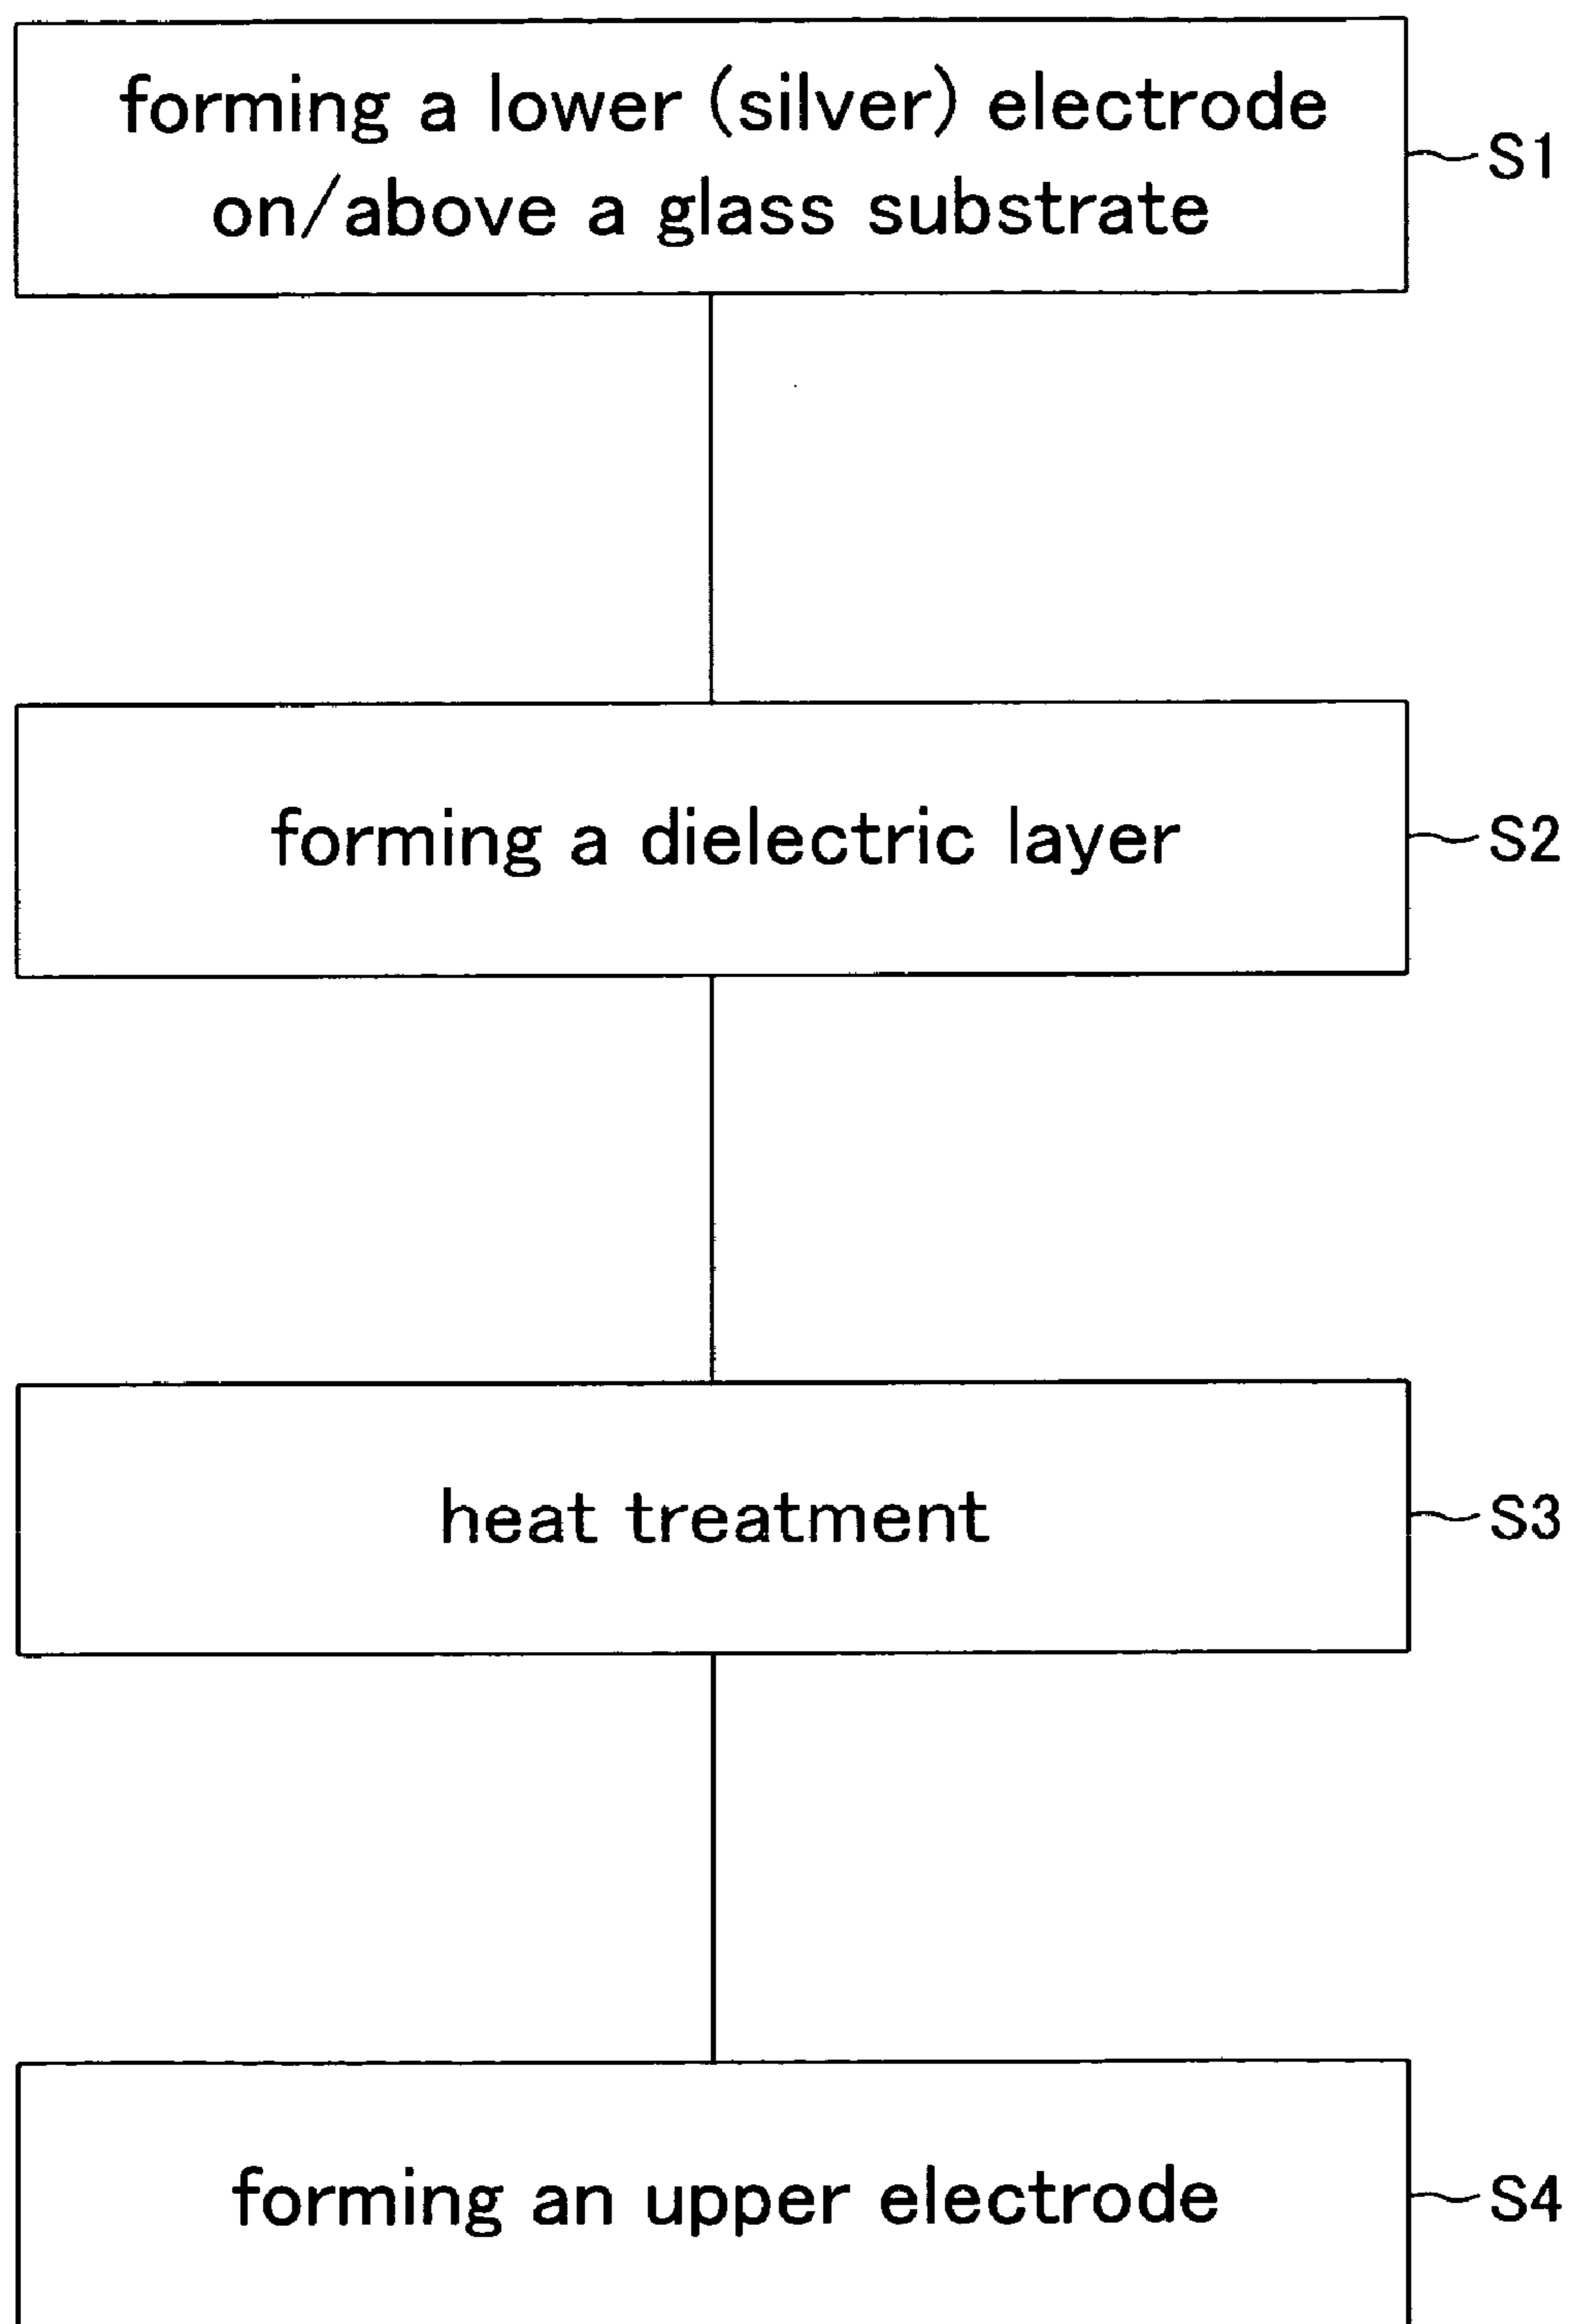 forming a lower (silver) electrode
on/above a glass substrate
S1
forming a dielectric layer
S2
heat treatment
S3
forming an upper electrode
S4